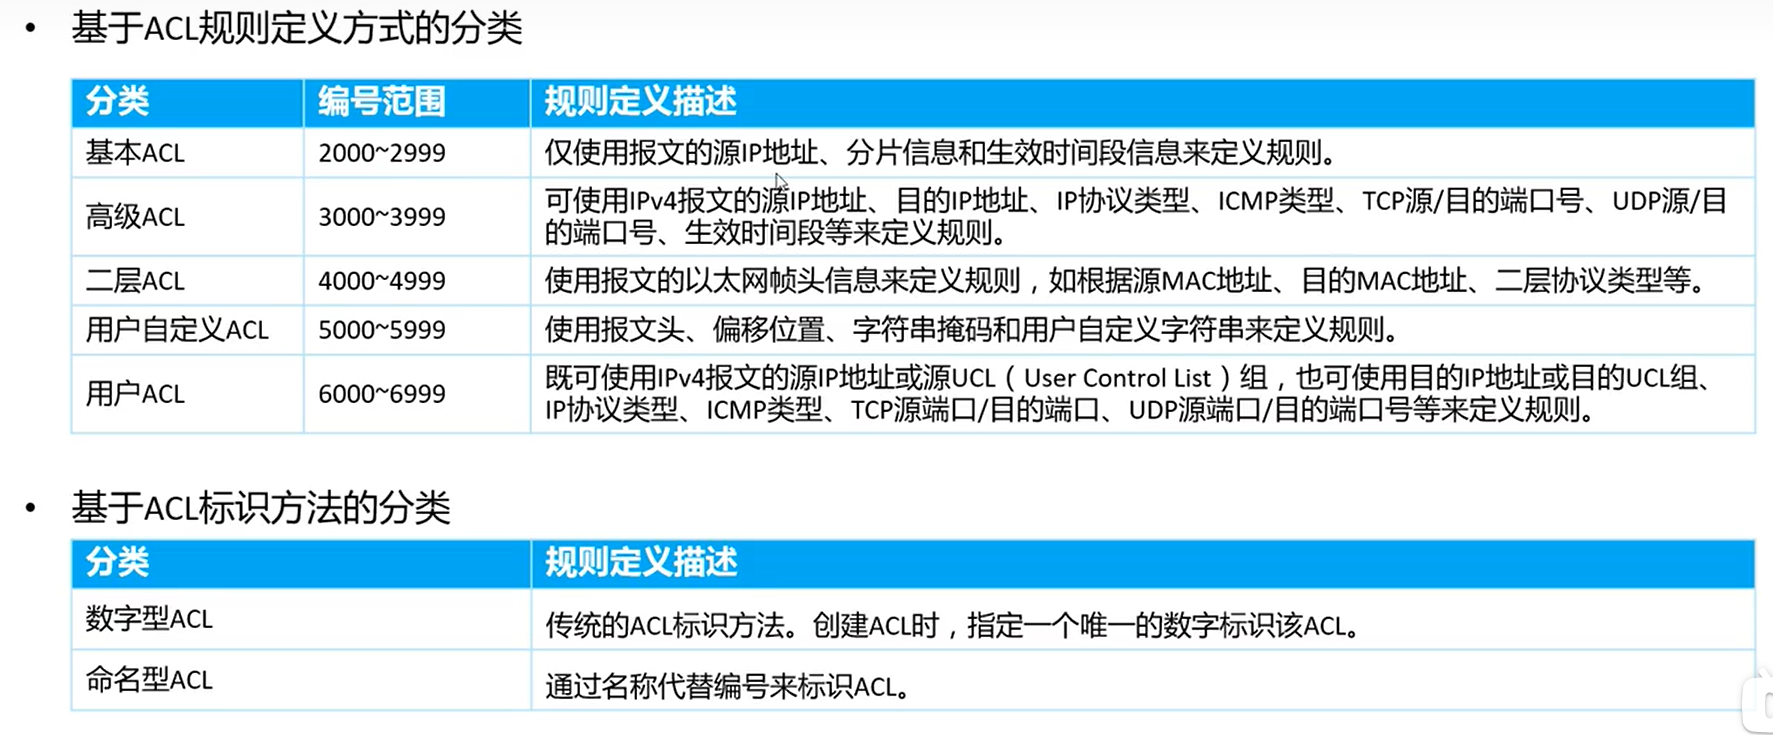 • 基于ACL规则定义方式的分类
分类 编号范围 规则定义描述
基本ACL 2000~2999 仅使用报文的源IP地址、分片信息和生效时间段信息来定义规则。
高级ACL 3000~3999 可使用IPv4报文的源IP地址、目的IP地址、IP协议类型、ICMP类型、TCP源/目的端口号、UDP源/目
的端口号、生效时间段等来定义规则。
二层ACL 4000~4999 使用报文的以太网帧头信息来定义规则，如根据源MAC地址、目的MAC地址、二层协议类型等。
用户自定义ACL 5000~5999 使用报文头、偏移位置、字符串掩码和用户自定义字符串来定义规则。
用户ACL 6000~6999 既可使用IPv4报文的源IP地址或源UCL（User Control List）组，也可使用目的IP地址或目的UCL组、
IP协议类型、ICMP类型、TCP源端口/目的端口、UDP源端口/目的端口号等来定义规则。
• 基于ACL标识方法的分类
分类 规则定义描述
数字型ACL 传统的ACL标识方法。创建ACL时，指定一个唯一的数字标识该ACL。
命名型ACL 通过名称代替编号来标识ACL。